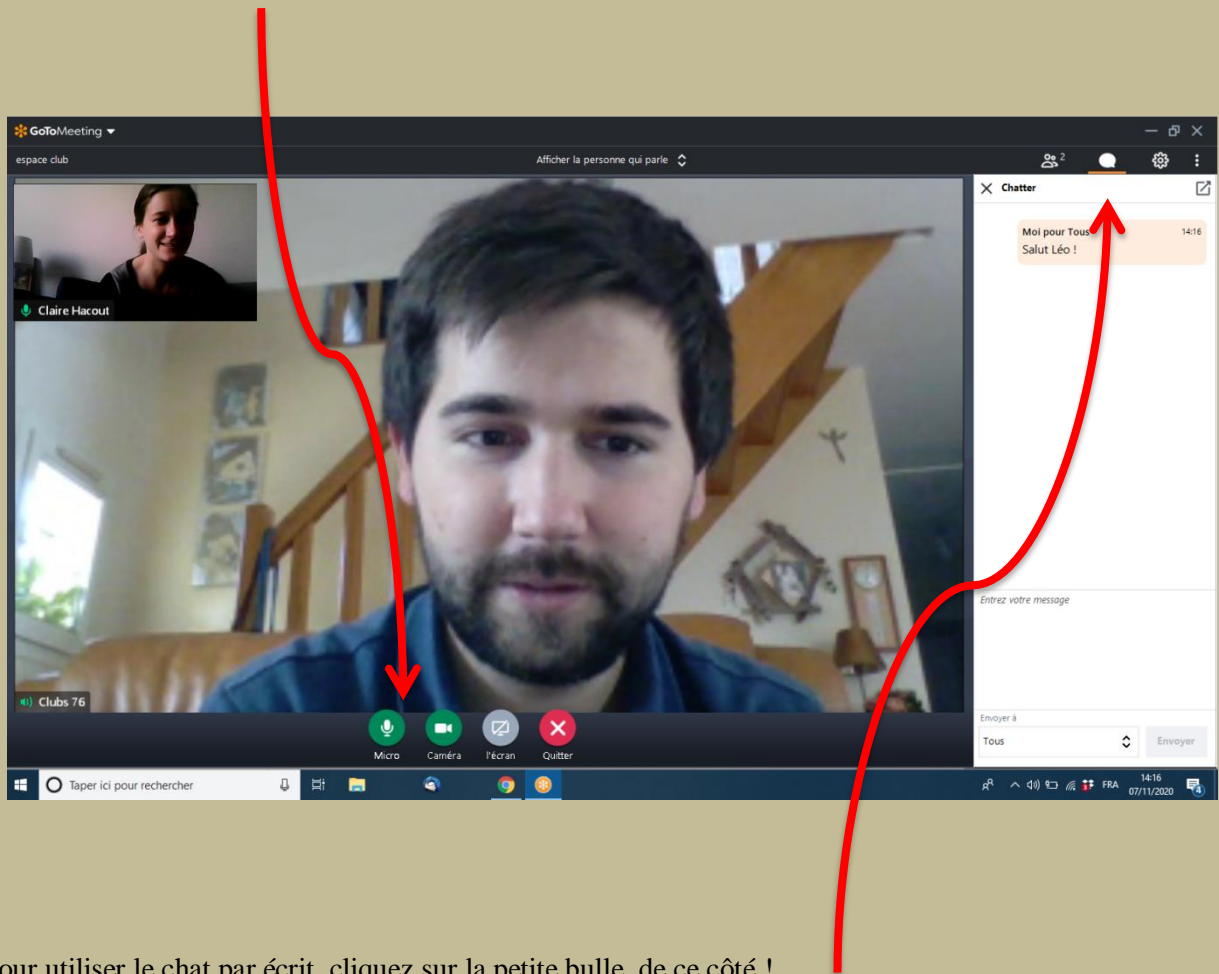 GoToMeeting
espace club
Afficher la personne qui parle
2
Chatter
Moi pour Tous
14:16
Salut Léo !
Claire Hacout
Entrez votre message
Clubs 76
Envoyer à
Tous
Envoyer
Micro
Caméra
l'écran
Quitter
Taper ici pour rechercher
FRA
14:16
07/11/2020
4
our utiliser le chat par écrit, cliquez sur la petite bulle, de ce côté !